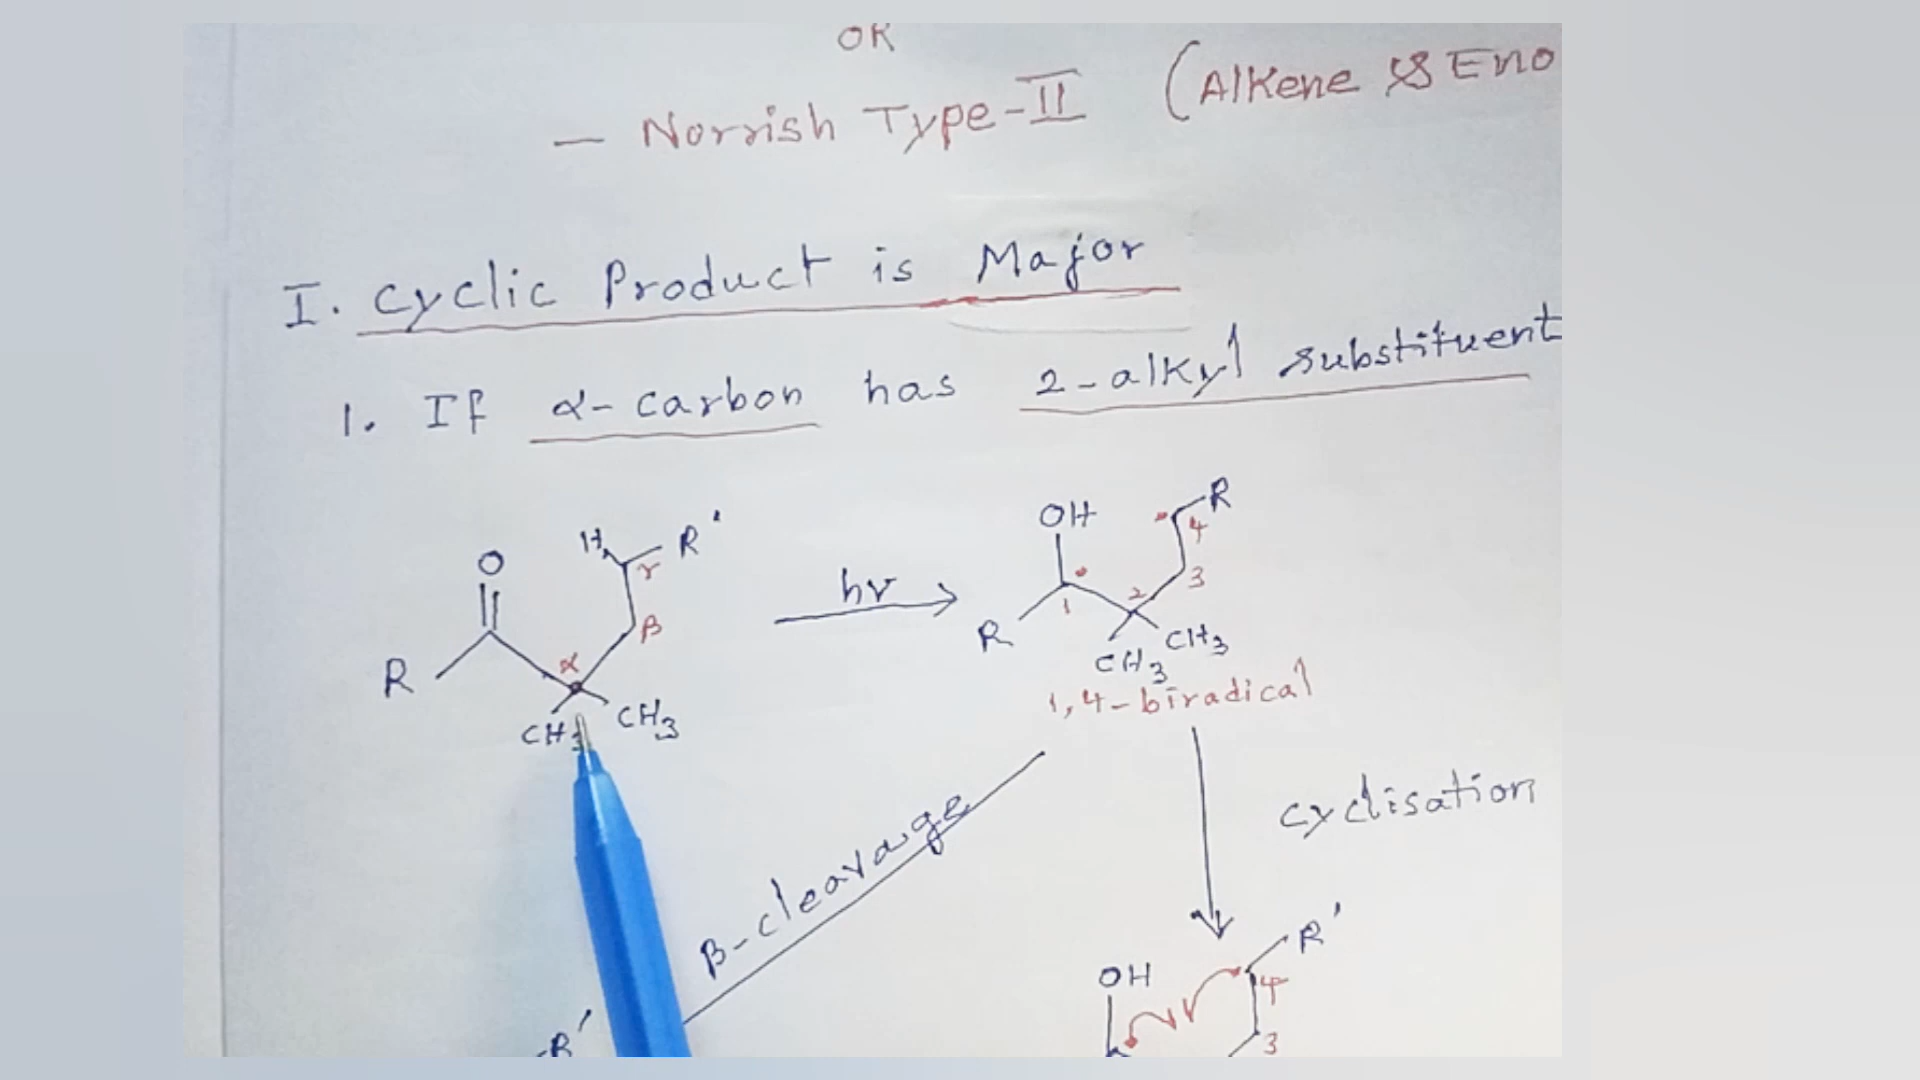 OR
— Norrish Type-II (Alkene & Eno
I. Cyclic Product is Major
1. If α-carbon has 2-alkyl substituent
O H γ R'
R α β
CH3 CH3
hν
OH R
R 1 2 3 4
CH3 CH3
1,4-biradical
β-cleavage
cyclisation
OH R'
4
3
R'